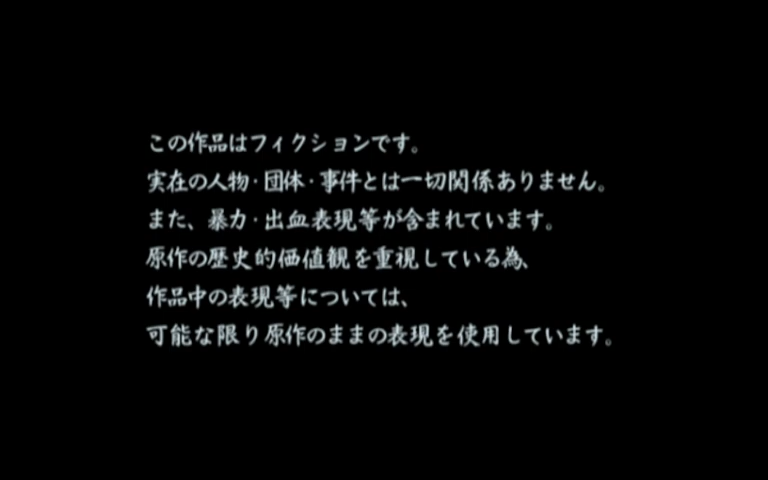 この作品はフィクションです。
実在の人物・団体・事件とは一切関係ありません。
また、暴力・出血表現等が含まれています。
原作の歴史的価値観を重視している為、
作品中の表現等については、
可能な限り原作のままの表現を使用しています。